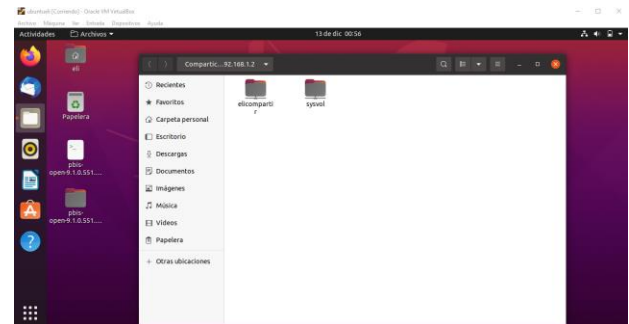 ubuntueli [Corriendo] - Oracle VM VirtualBox
Archivo Máquina Ver Entrada Dispositivos Ayuda
Actividades Archivos 13 de dic 00:56
eli
Papelera
pbis-
open-9.1.0.551....
pbis-
open-9.1.0.551....
Compartic...92.168.1.2
Recientes
Favoritos
Carpeta personal
Escritorio
Descargas
Documentos
Imágenes
Música
Vídeos
Papelera
+ Otras ubicaciones
elicomparti
r
sysvol